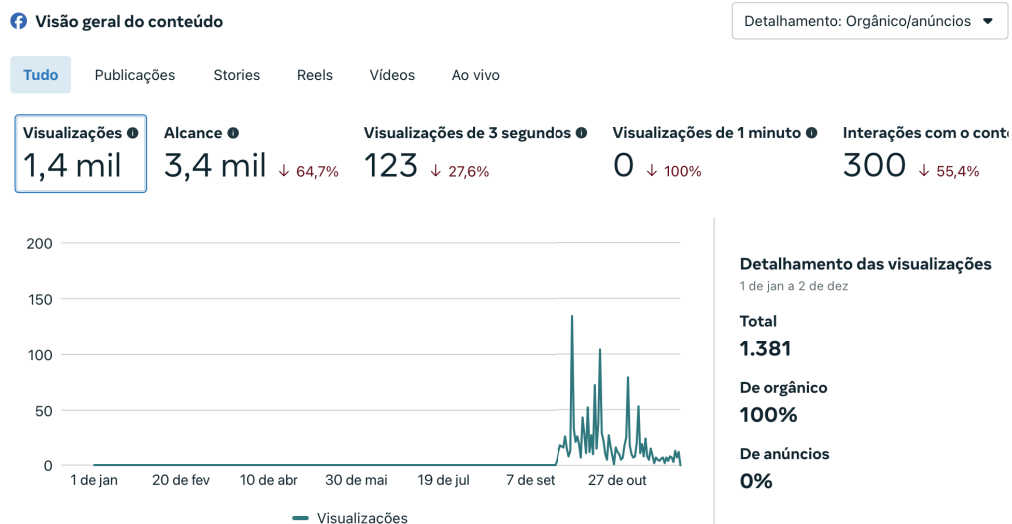 Visão geral do conteúdo
Detalhamento: Orgânico/anúncios
Tudo Publicações Stories Reels Vídeos Ao vivo
Visualizações Alcance Visualizações de 3 segundos Visualizações de 1 minuto Interações com o cont
1,4 mil 3,4 mil ↓ 64,7% 123 ↓ 27,6% 0 ↓ 100% 300 ↓ 55,4%
200
150
100
50
0
1 de jan 20 de fev 10 de abr 30 de mai 19 de jul 7 de set 27 de out
Visualizações
Detalhamento das visualizações
1 de jan a 2 de dez
Total
1.381
De orgânico
100%
De anúncios
0%